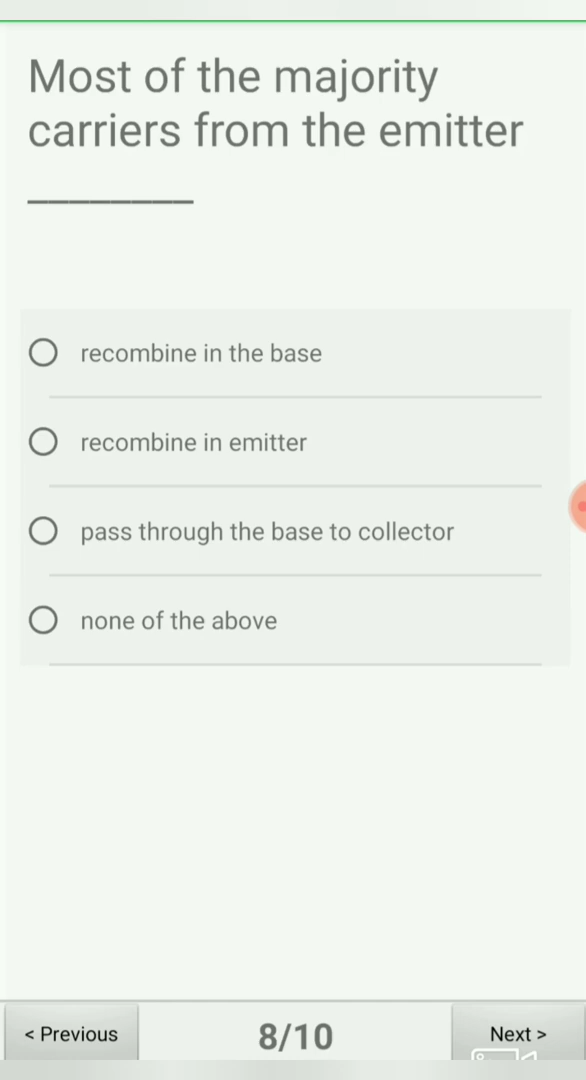 Most of the majority
carriers from the emitter
________
recombine in the base
recombine in emitter
pass through the base to collector
none of the above
< Previous
8/10
Next >